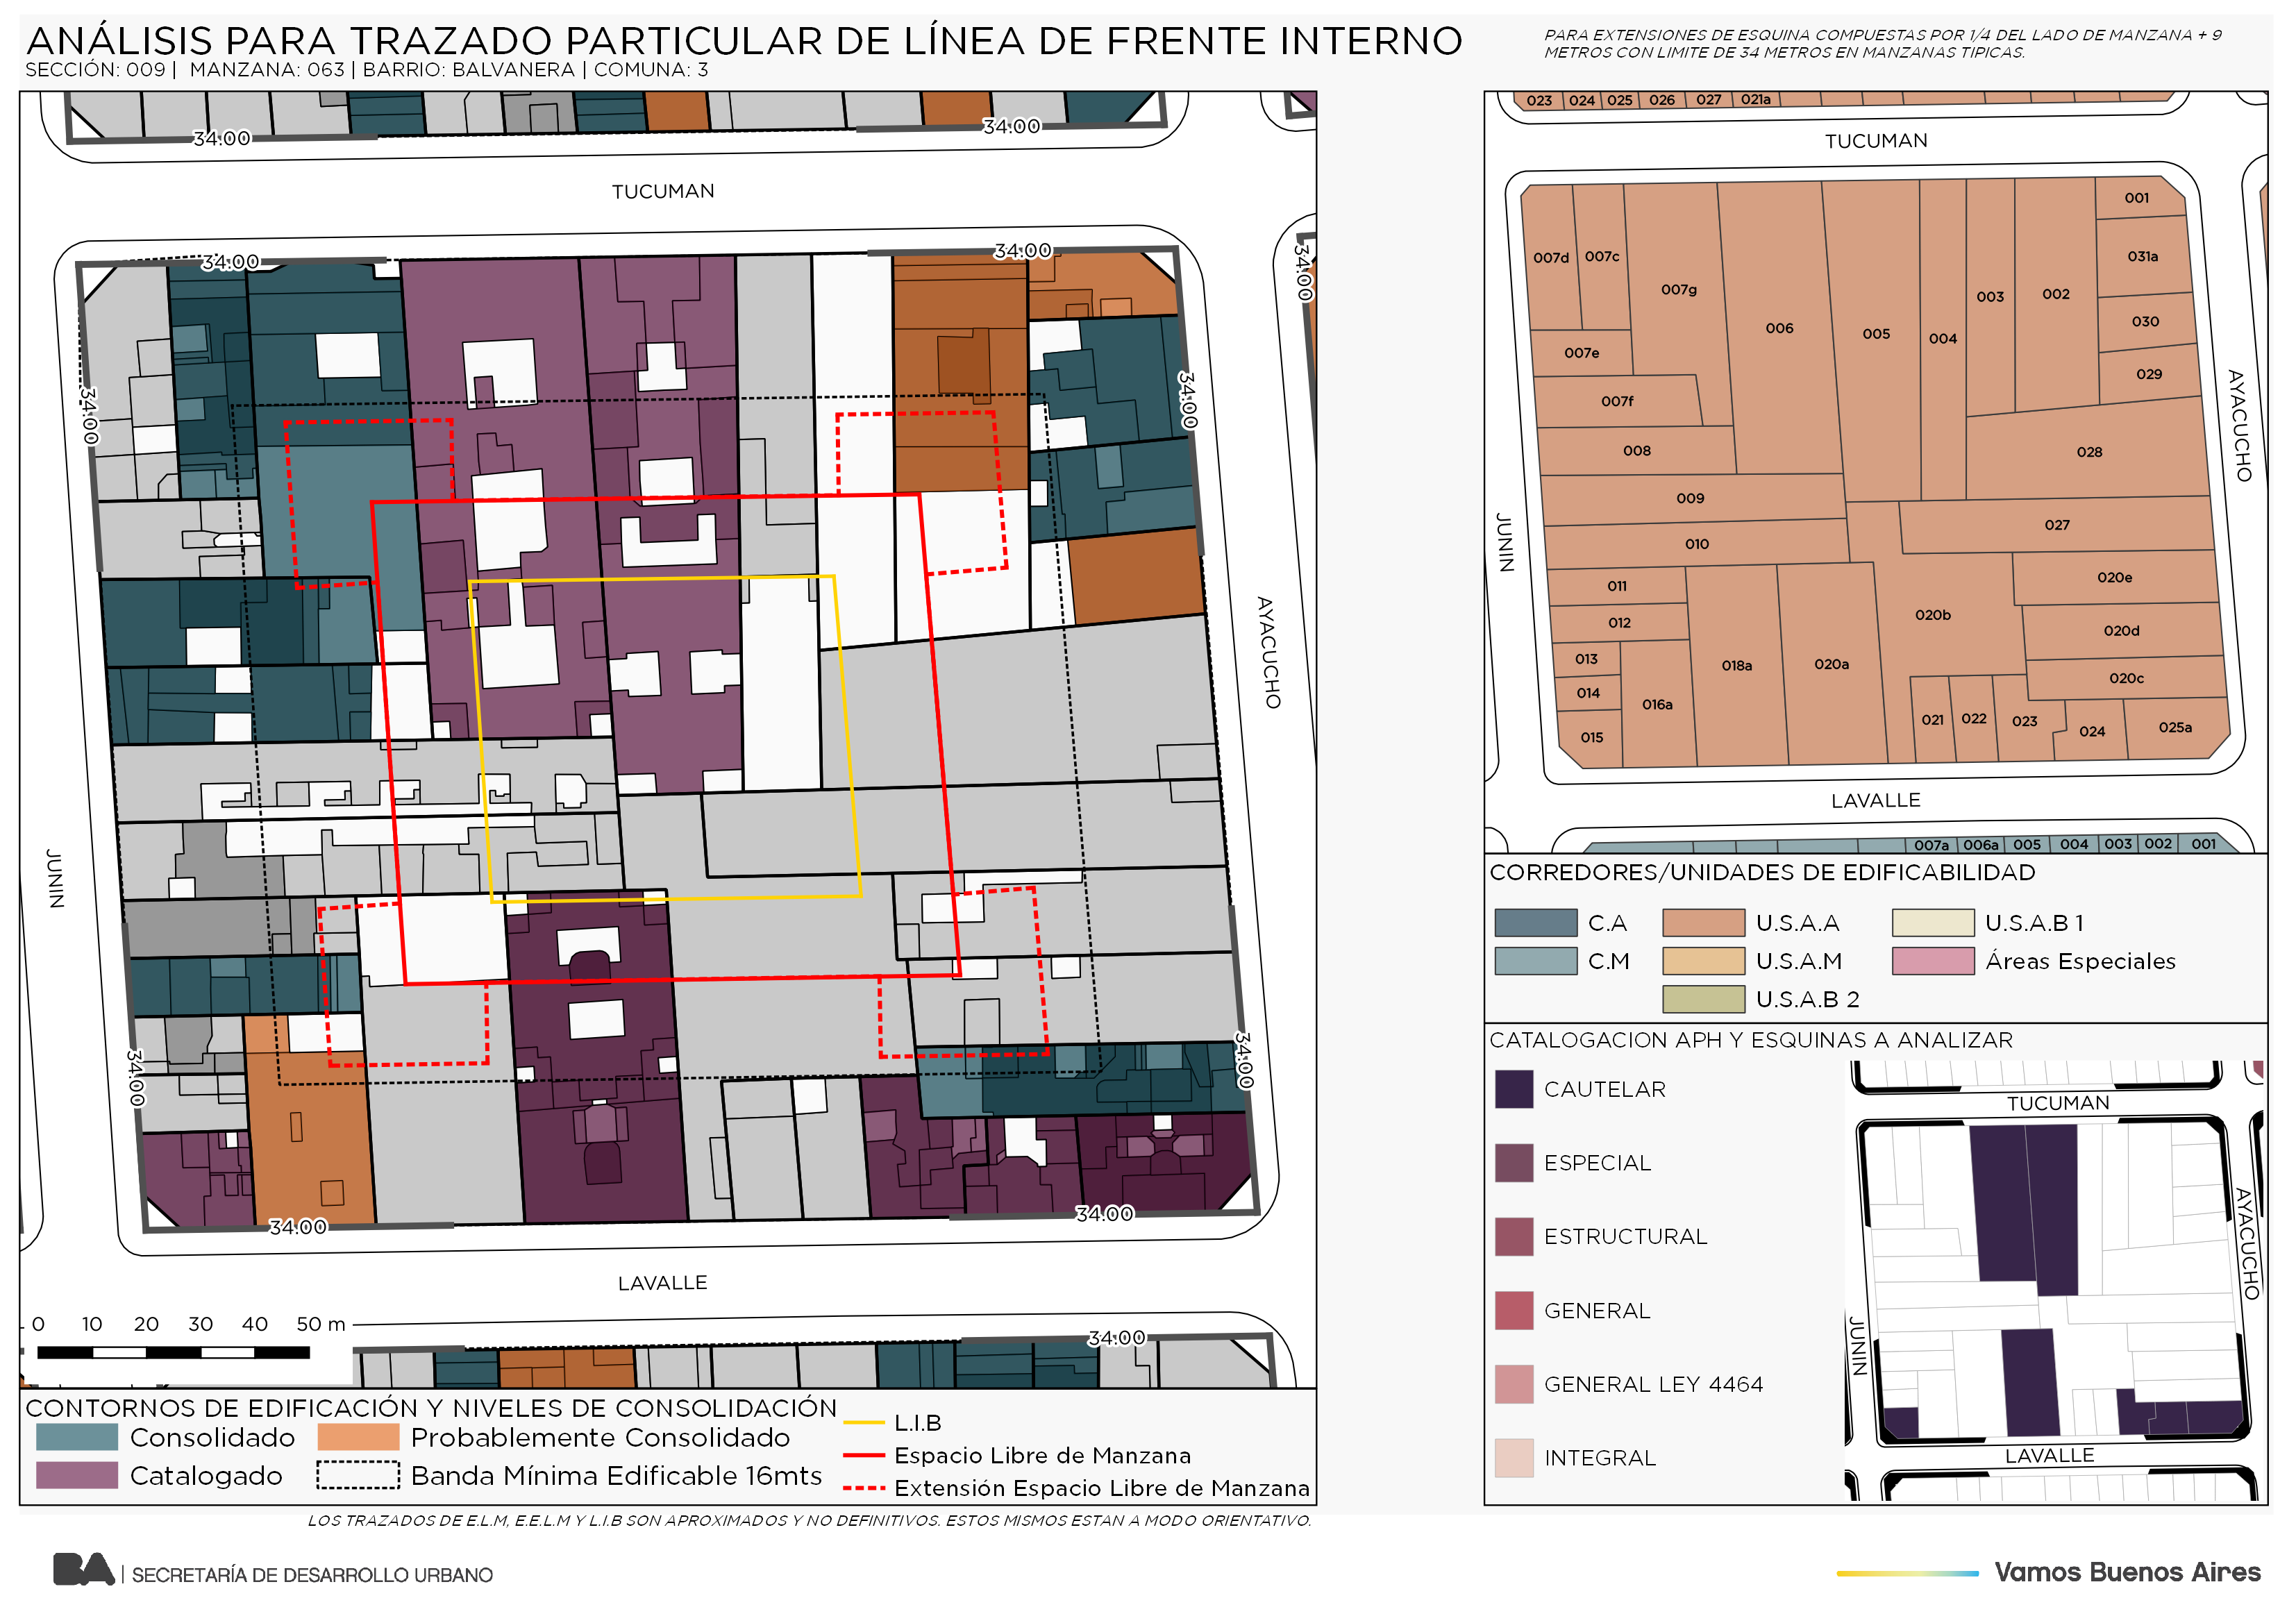 ANÁLISIS PARA TRAZADO PARTICULAR DE LÍNEA DE FRENTE INTERNO
SECCIÓN: 009 | MANZANA: 063 | BARRIO: BALVANERA | COMUNA: 3
PARA EXTENSIONES DE ESQUINA COMPUESTAS POR 1/4 DEL LADO DE MANZANA + 9
METROS CON LIMITE DE 34 METROS EN MANZANAS TIPICAS.
34.00
34.00
TUCUMAN
34.00
34.00
34.00
34.00
34.00
AYACUCHO
JUNIN
34.00
34.00
34.00
34.00
LAVALLE
34.00
0 10 20 30 40 50 m
CONTORNOS DE EDIFICACIÓN Y NIVELES DE CONSOLIDACIÓN
Consolidado
Probablemente Consolidado
Catalogado
Banda Mínima Edificable 16mts
L.I.B
Espacio Libre de Manzana
Extensión Espacio Libre de Manzana
LOS TRAZADOS DE E.L.M, E.E.L.M Y L.I.B SON APROXIMADOS Y NO DEFINITIVOS. ESTOS MISMOS ESTAN A MODO ORIENTATIVO.
023 024 025 026 027 021a
TUCUMAN
001
007d 007c 031a
007g 003 002
006 005 004 030
007e 029
007f
008 028
009 027
010
011 020e
012 020b 020d
013 018a 020a 020c
014 016a
015 021 022 023 024 025a
JUNIN
AYACUCHO
LAVALLE
007a 006a 005 004 003 002 001
CORREDORES/UNIDADES DE EDIFICABILIDAD
C.A U.S.A.A U.S.A.B 1
C.M U.S.A.M Áreas Especiales
U.S.A.B 2
CATALOGACION APH Y ESQUINAS A ANALIZAR
CAUTELAR
ESPECIAL
ESTRUCTURAL
GENERAL
GENERAL LEY 4464
INTEGRAL
TUCUMAN
AYACUCHO
JUNIN
LAVALLE
BA | SECRETARÍA DE DESARROLLO URBANO
Vamos Buenos Aires